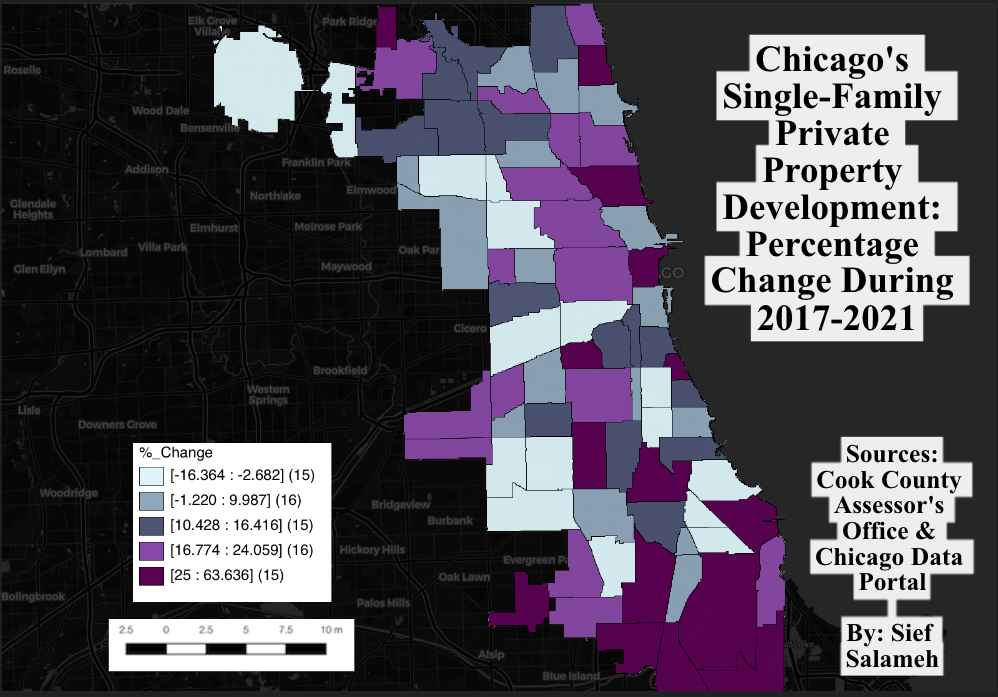 Elk Grove
Village
Park Ridge
Roselle
Wood Dale
Bensenville
Addison
Franklin Park
Northlake
Elmwood
Glendale
Heights
Elmhurst
Melrose Park
Lombard
Villa Park
Oak Par
Glen Ellyn
Maywood
GO
Cicero
Brookfield
Western
Springs
Lisle
Downers Grove
Woodridge
Bridgeview
Burbank
Hickory Hills
Evergreen Pa
Oak Lawn
Bolingbrook
Palos Hills
Alsip
Blue Island
Chicago's
Single-Family
Private
Property
Development:
Percentage
Change During
2017-2021
%_Change
[-16.364 : -2.682] (15)
[-1.220 : 9.987] (16)
[10.428 : 16.416] (15)
[16.774 : 24.059] (16)
[25 : 63.636] (15)
2.5 0 2.5 5 7.5 10 m
Sources:
Cook County
Assessor's
Office &
Chicago Data
Portal
By: Sief
Salameh